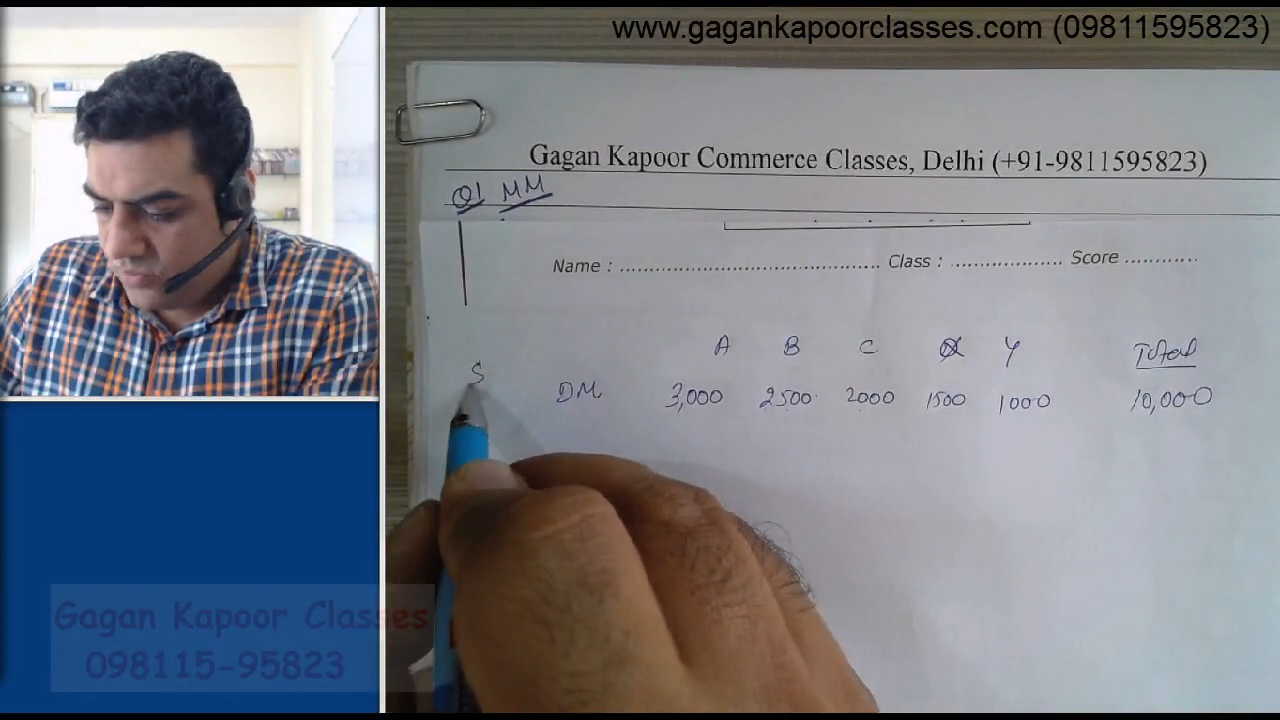 www.gagankapoorclasses.com (09811595823)
Gagan Kapoor Commerce Classes, Delhi (+91-9811595823)
Q1 MM
Name : ............................................ Class : ................... Score ............
A B C X Y Total
S
DM 3,000 2500 2000 1500 1000 10,000
Gagan Kapoor Classes
098115-95823